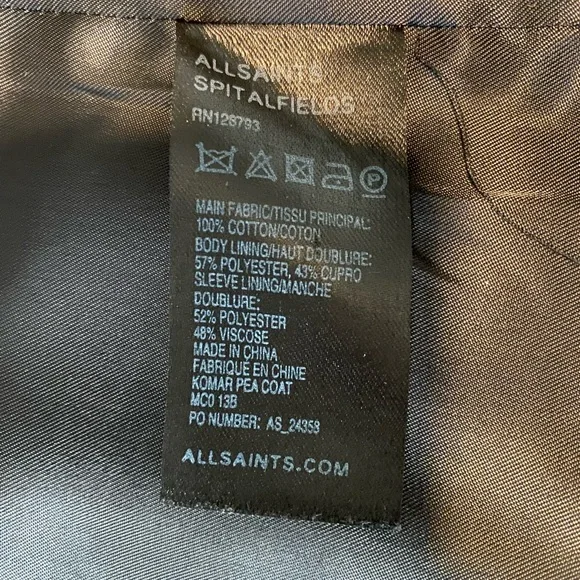 ALLSAINTS
SPITALFIELDS
RN128793
P
MAIN FABRIC/TISSU PRINCIPAL:
100% COTTON/COTON
BODY LINING/HAUT DOUBLURE:
57% POLYESTER, 43% CUPRO
SLEEVE LINING/MANCHE
DOUBLURE:
52% POLYESTER
48% VISCOSE
MADE IN CHINA
FABRIQUE EN CHINE
KOMAR PEA COAT
MC0 13B
PO NUMBER: AS_24358
ALLSAINTS.COM